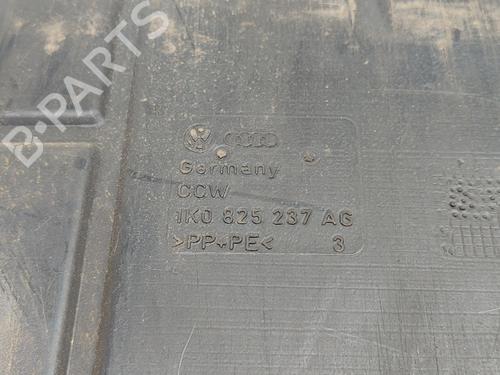 B-PARTS
Germany
CCW
1K0 825 237 AG
>PP+PE< 3